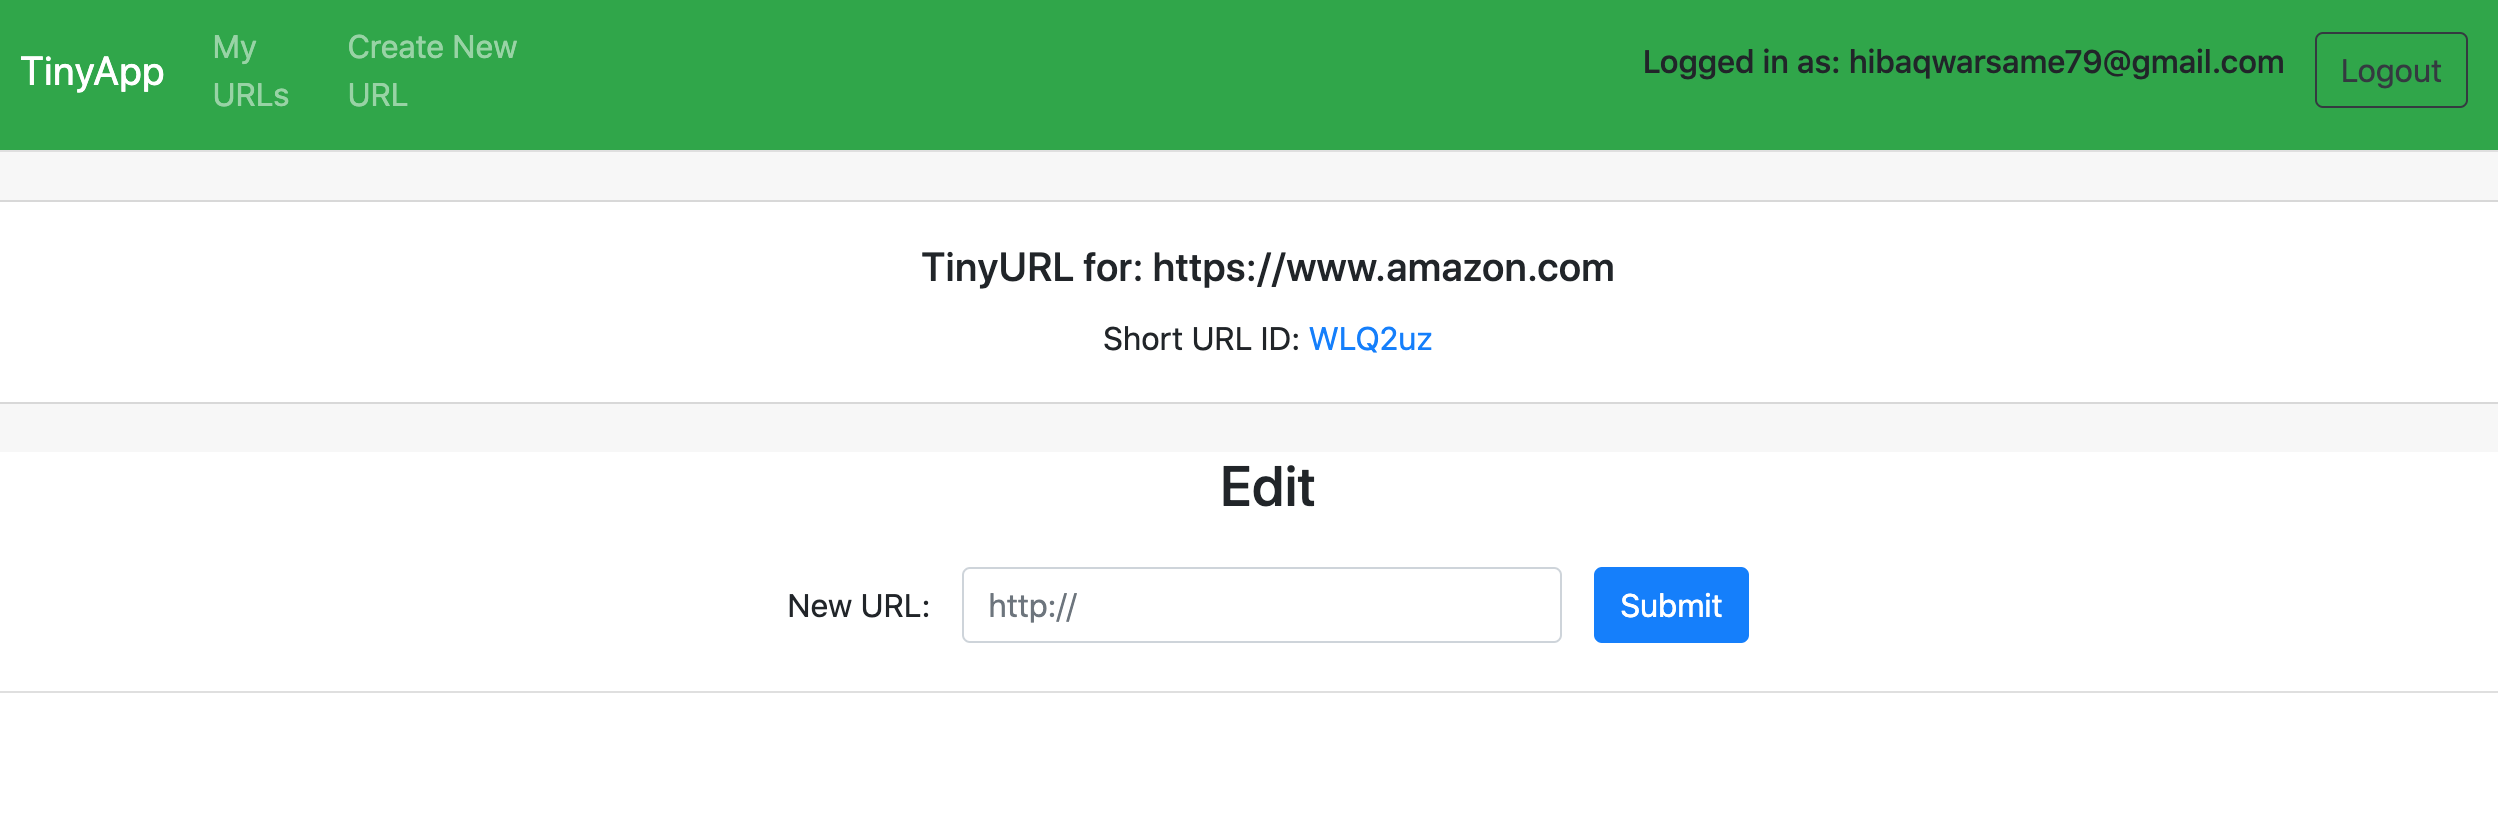 TinyApp
My
URLs
Create New
URL
Logged in as: hibaqwarsame79@gmail.com
Logout
TinyURL for: https://www.amazon.com
Short URL ID: WLQ2uz
Edit
New URL: http:// Submit